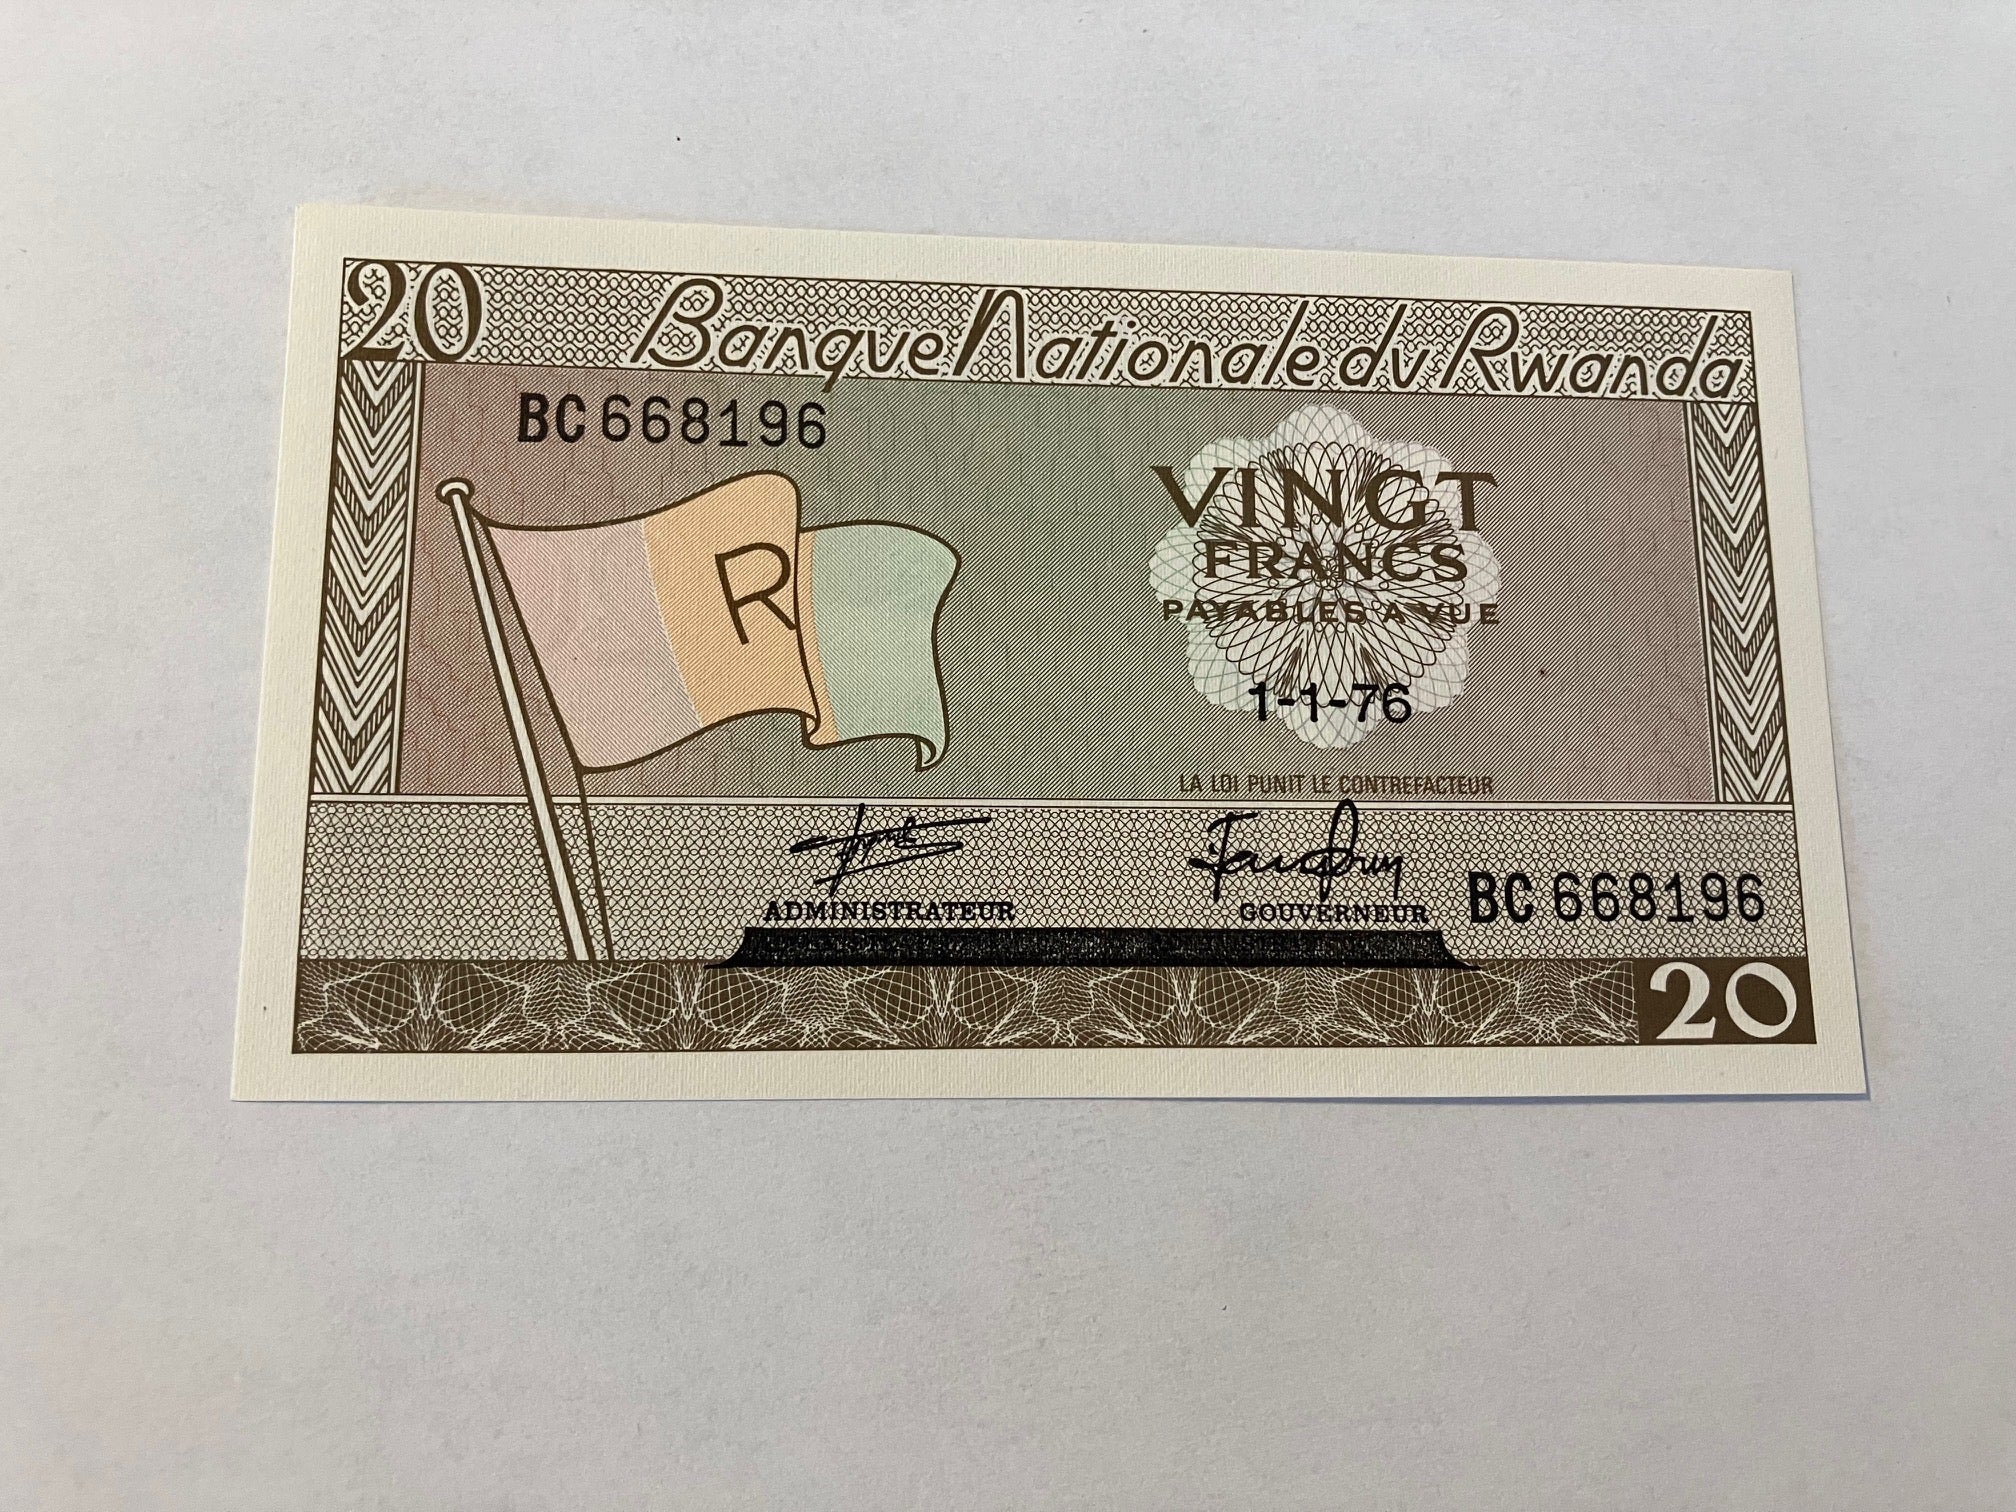 20
Banque Nationale du Rwanda
BC 668196
R
VINGT
FRANCS
PAYABLES A VUE
1-1-76
LA LOI PUNIT LE CONTREFACTEUR
ADMINISTRATEUR
GOUVERNEUR
BC 668196
20